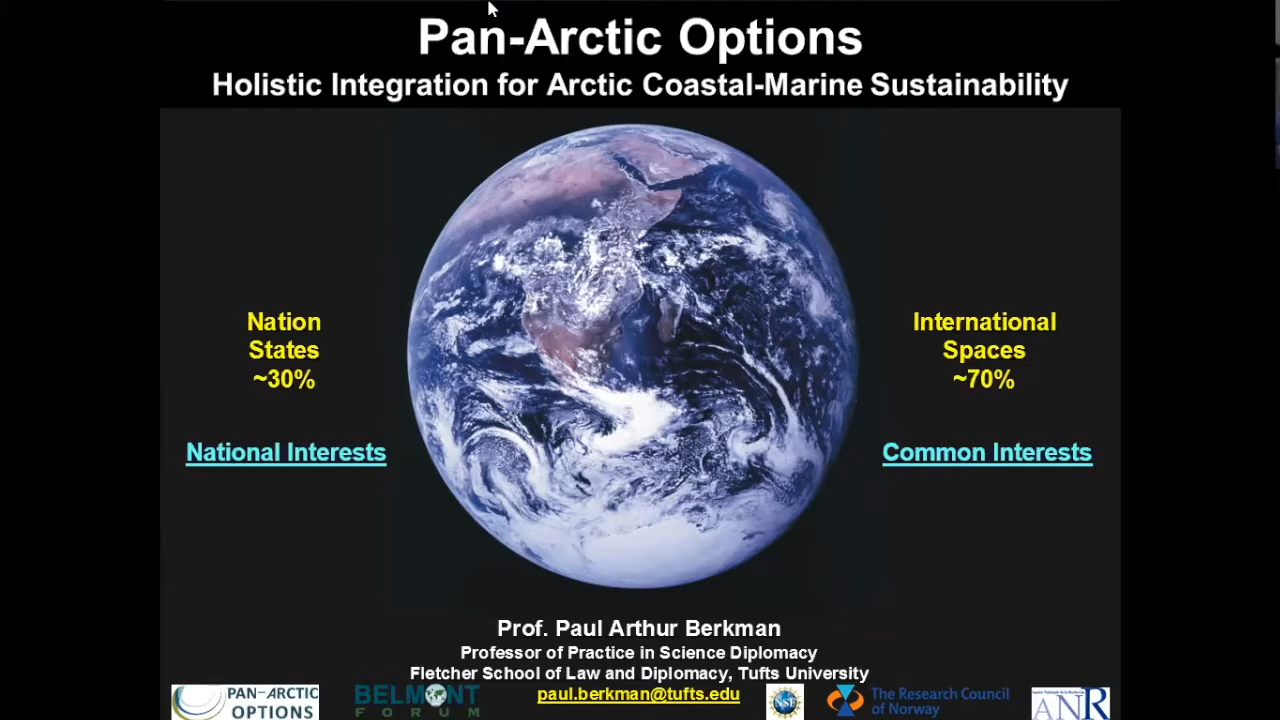 Pan-Arctic Options
Holistic Integration for Arctic Coastal-Marine Sustainability
Nation
States
~30%
National Interests
International
Spaces
~70%
Common Interests
Prof. Paul Arthur Berkman
Professor of Practice in Science Diplomacy
Fletcher School of Law and Diplomacy, Tufts University
paul.berkman@tufts.edu
PAN-ARCTIC
OPTIONS
BELMONT
FORUM
NSF
The Research Council
of Norway
ANR